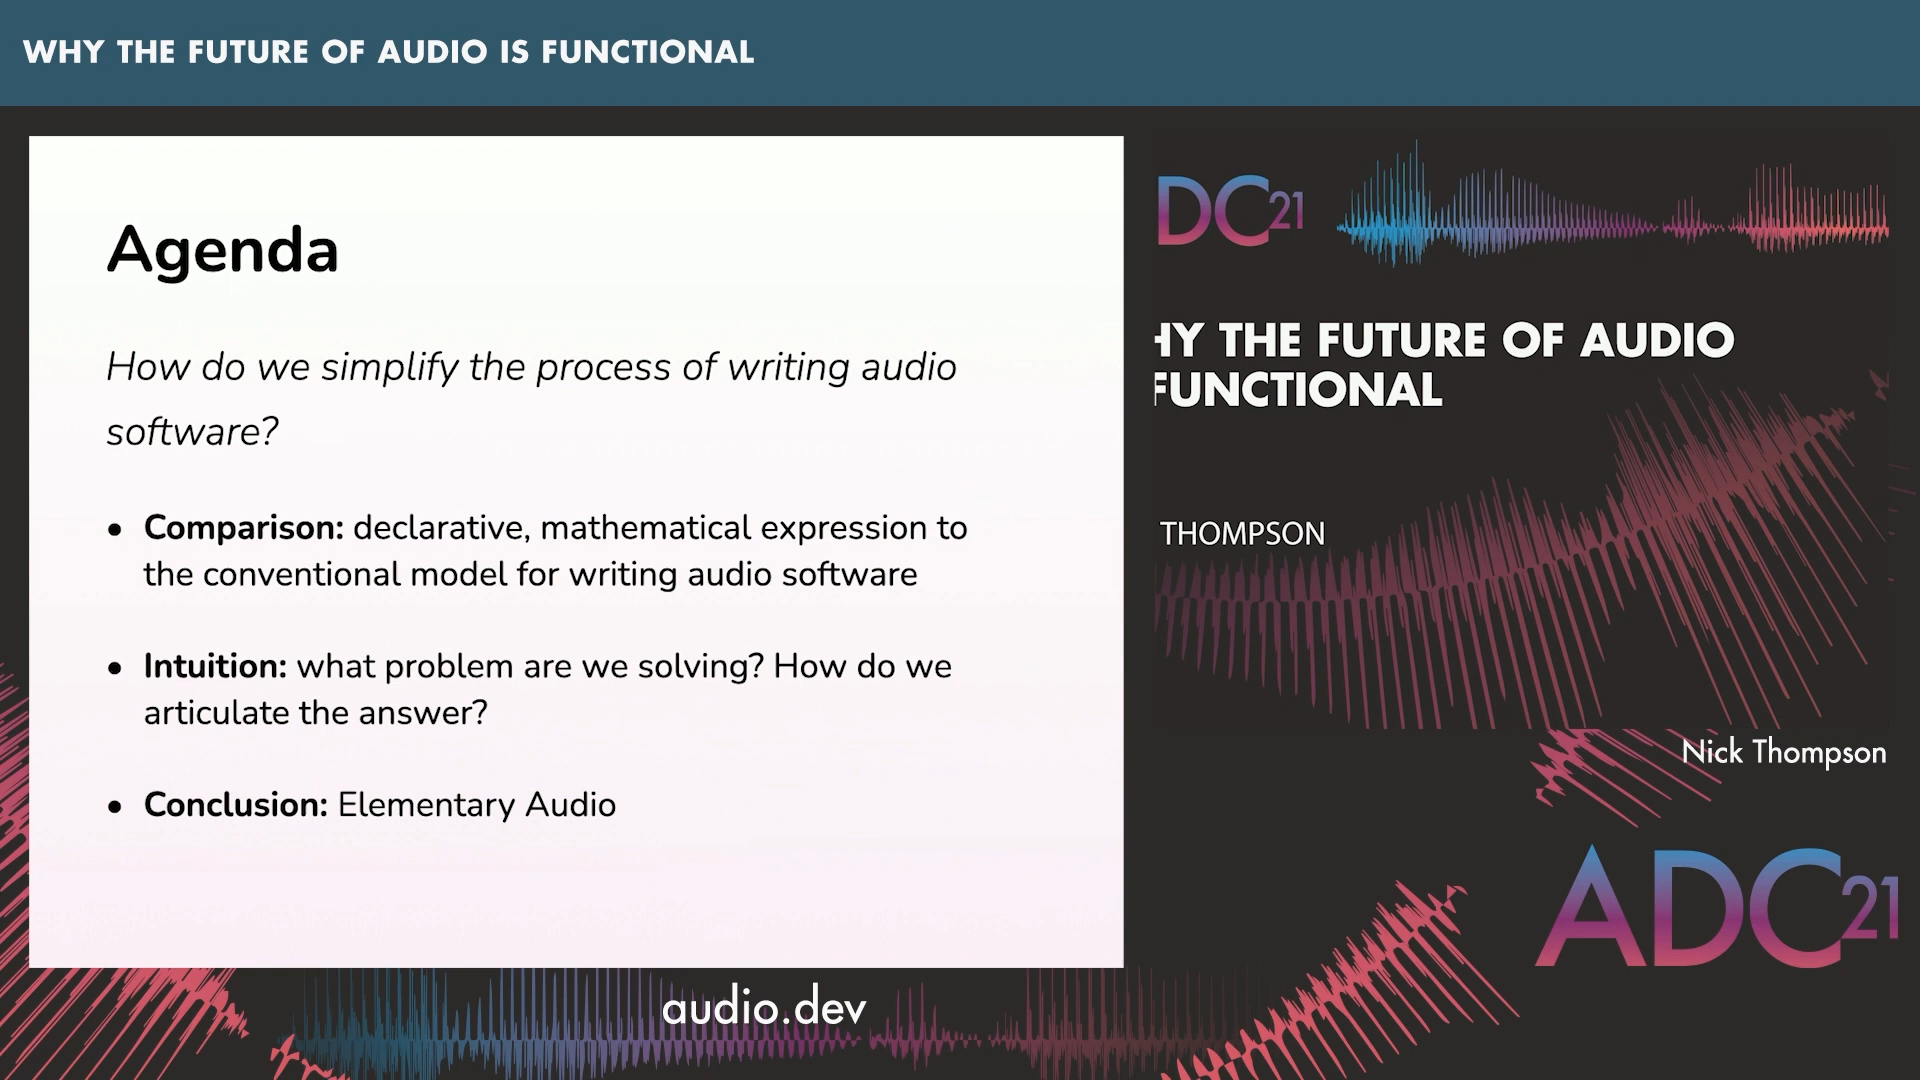 WHY THE FUTURE OF AUDIO IS FUNCTIONAL
Agenda
How do we simplify the process of writing audio
software?
• Comparison: declarative, mathematical expression to
the conventional model for writing audio software
• Intuition: what problem are we solving? How do we
articulate the answer?
• Conclusion: Elementary Audio
DC21
HY THE FUTURE OF AUDIO
FUNCTIONAL
THOMPSON
Nick Thompson
ADC21
audio.dev